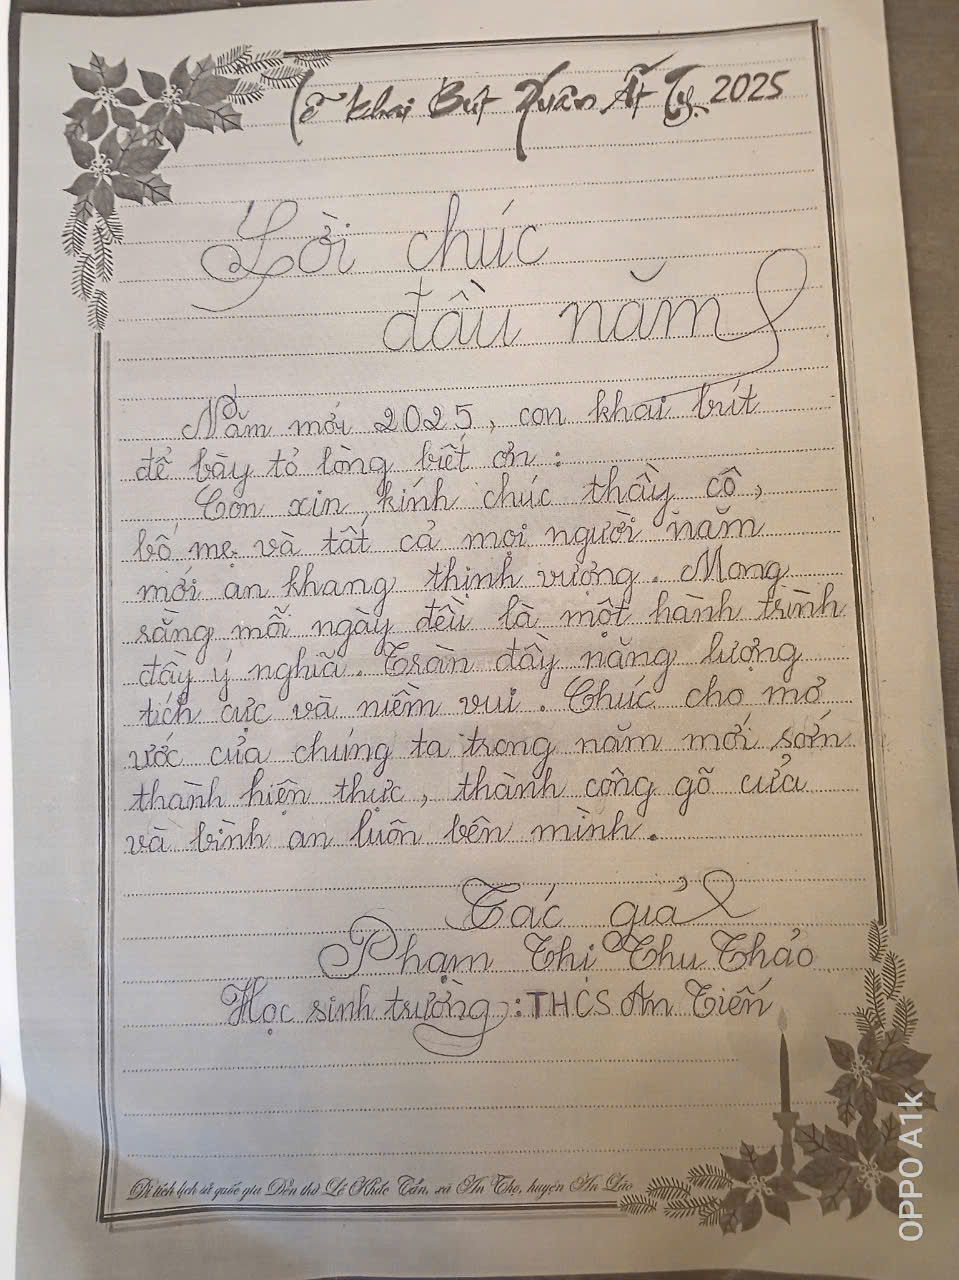 Lễ Khai Bút Xuân Ất Tỵ 2025
Lời chúc
đầu năm
Năm mới 2025, con khai bút
để bày tỏ lòng biết ơn :
Con xin kính chúc thầy cô,
bố mẹ và tất cả mọi người năm
mới an khang thịnh vượng. Mong
rằng mỗi ngày đều là một hành trình
đầy ý nghĩa. Tràn đầy năng lượng
tích cực và niềm vui. Chúc cho mơ
ước của chúng ta trong năm mới sớm
thành hiện thực, thành công gõ cửa
và bình an luôn bên mình.
Tác giả
Phạm Thị Thu Thảo
Học sinh trường : THCS An Tiến
Di tích lịch sử quốc gia Đền thờ Lê Khắc Cẩn, xã An Thọ, huyện An Lão
OPPO A1k